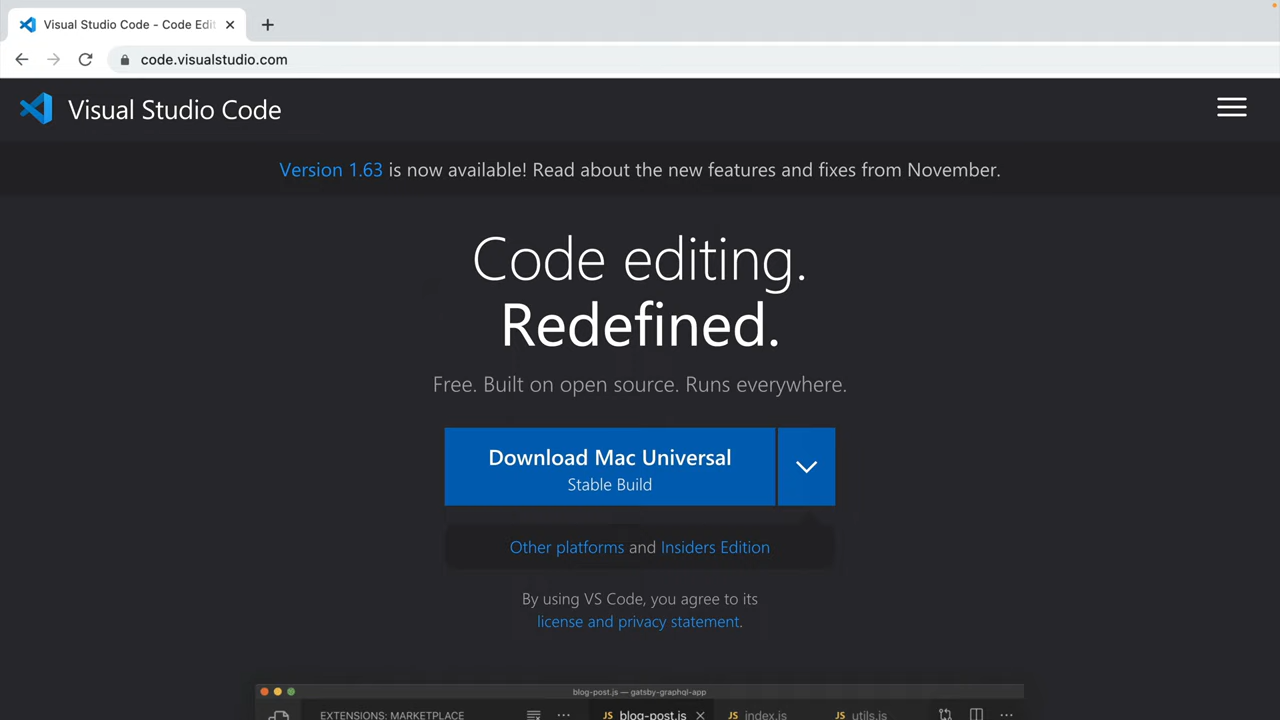 Visual Studio Code - Code Edit
code.visualstudio.com
Visual Studio Code
Version 1.63 is now available! Read about the new features and fixes from November.
Code editing.
Redefined.
Free. Built on open source. Runs everywhere.
Download Mac Universal
Stable Build
Other platforms and Insiders Edition
By using VS Code, you agree to its
license and privacy statement.
blog-post.js — gatsby-graphql-app
EXTENSIONS: MARKETPLACE JS blog-post.js JS index.js JS utils.js